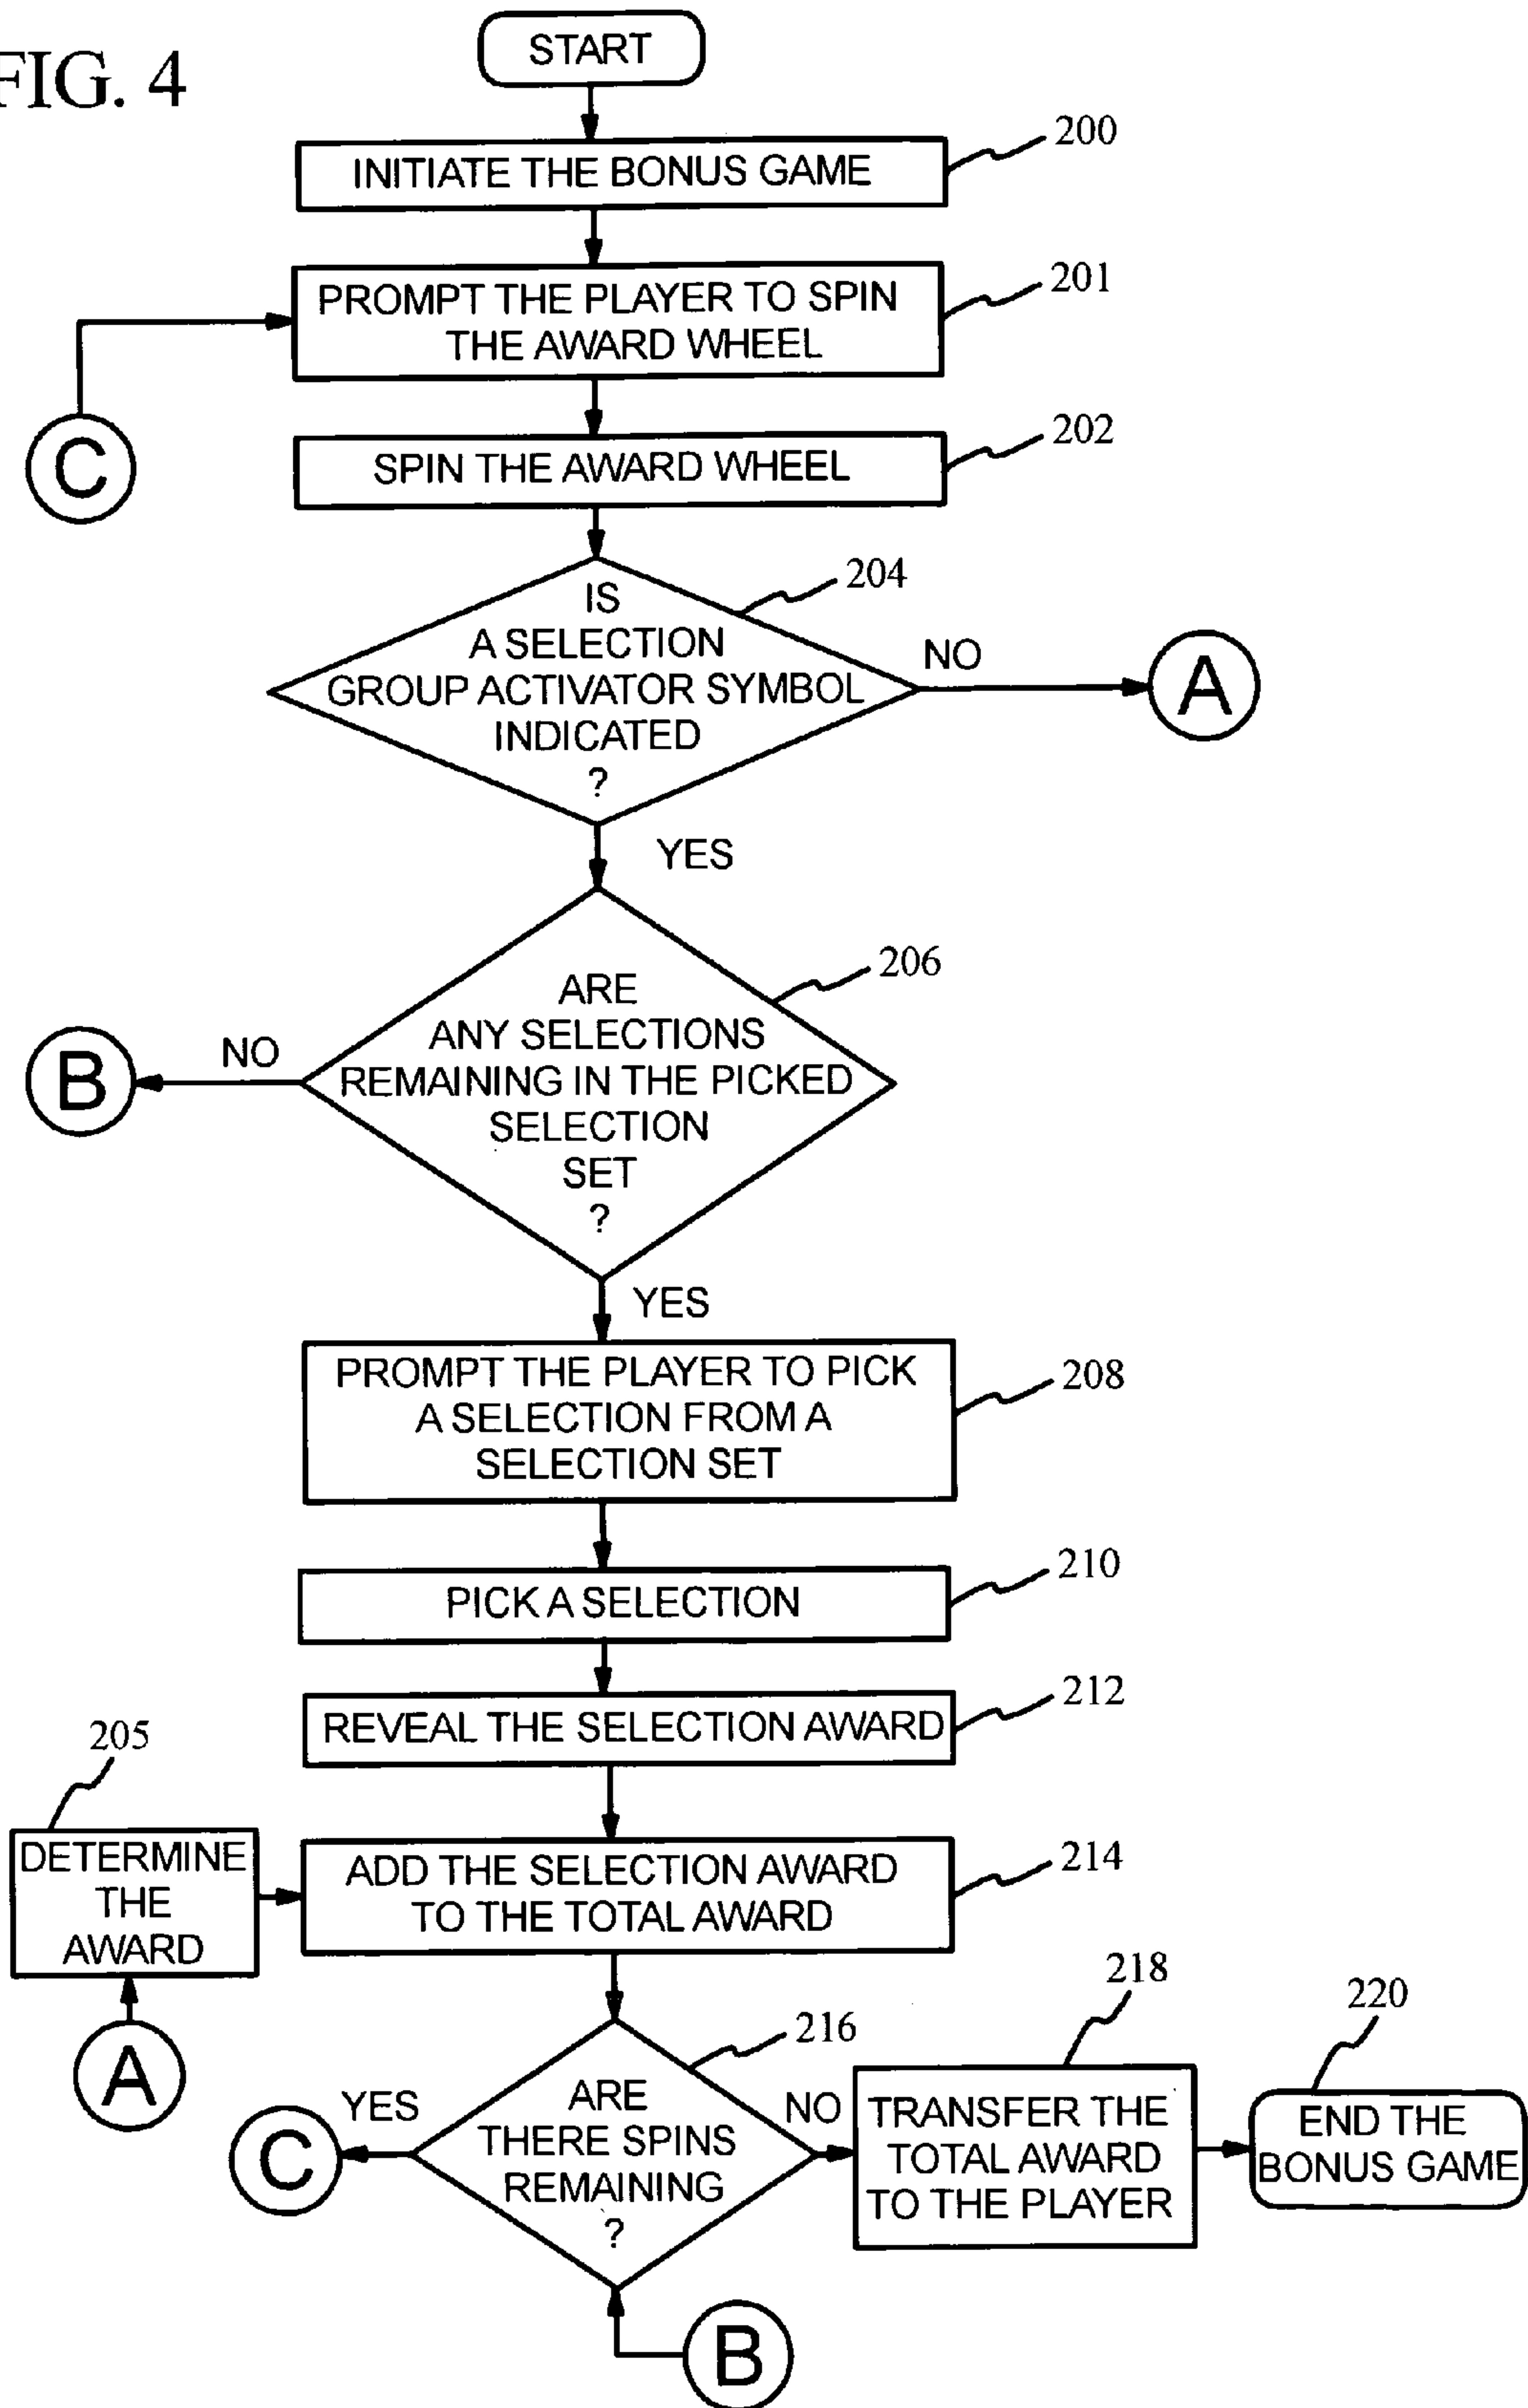 FIG. 4
START
200
INITIATE THE BONUS GAME
201
PROMPT THE PLAYER TO SPIN
THE AWARD WHEEL
C
202
SPIN THE AWARD WHEEL
204
IS
A SELECTION
GROUP ACTIVATOR SYMBOL
INDICATED
?
NO
A
YES
206
ARE
ANY SELECTIONS
REMAINING IN THE PICKED
SELECTION
SET
?
NO
B
YES
208
PROMPT THE PLAYER TO PICK
A SELECTION FROM A
SELECTION SET
210
PICK A SELECTION
212
REVEAL THE SELECTION AWARD
205
DETERMINE
THE
AWARD
A
214
ADD THE SELECTION AWARD
TO THE TOTAL AWARD
216
ARE
THERE SPINS
REMAINING
?
YES
C
NO
218
TRANSFER THE
TOTAL AWARD
TO THE PLAYER
220
END THE
BONUS GAME
B